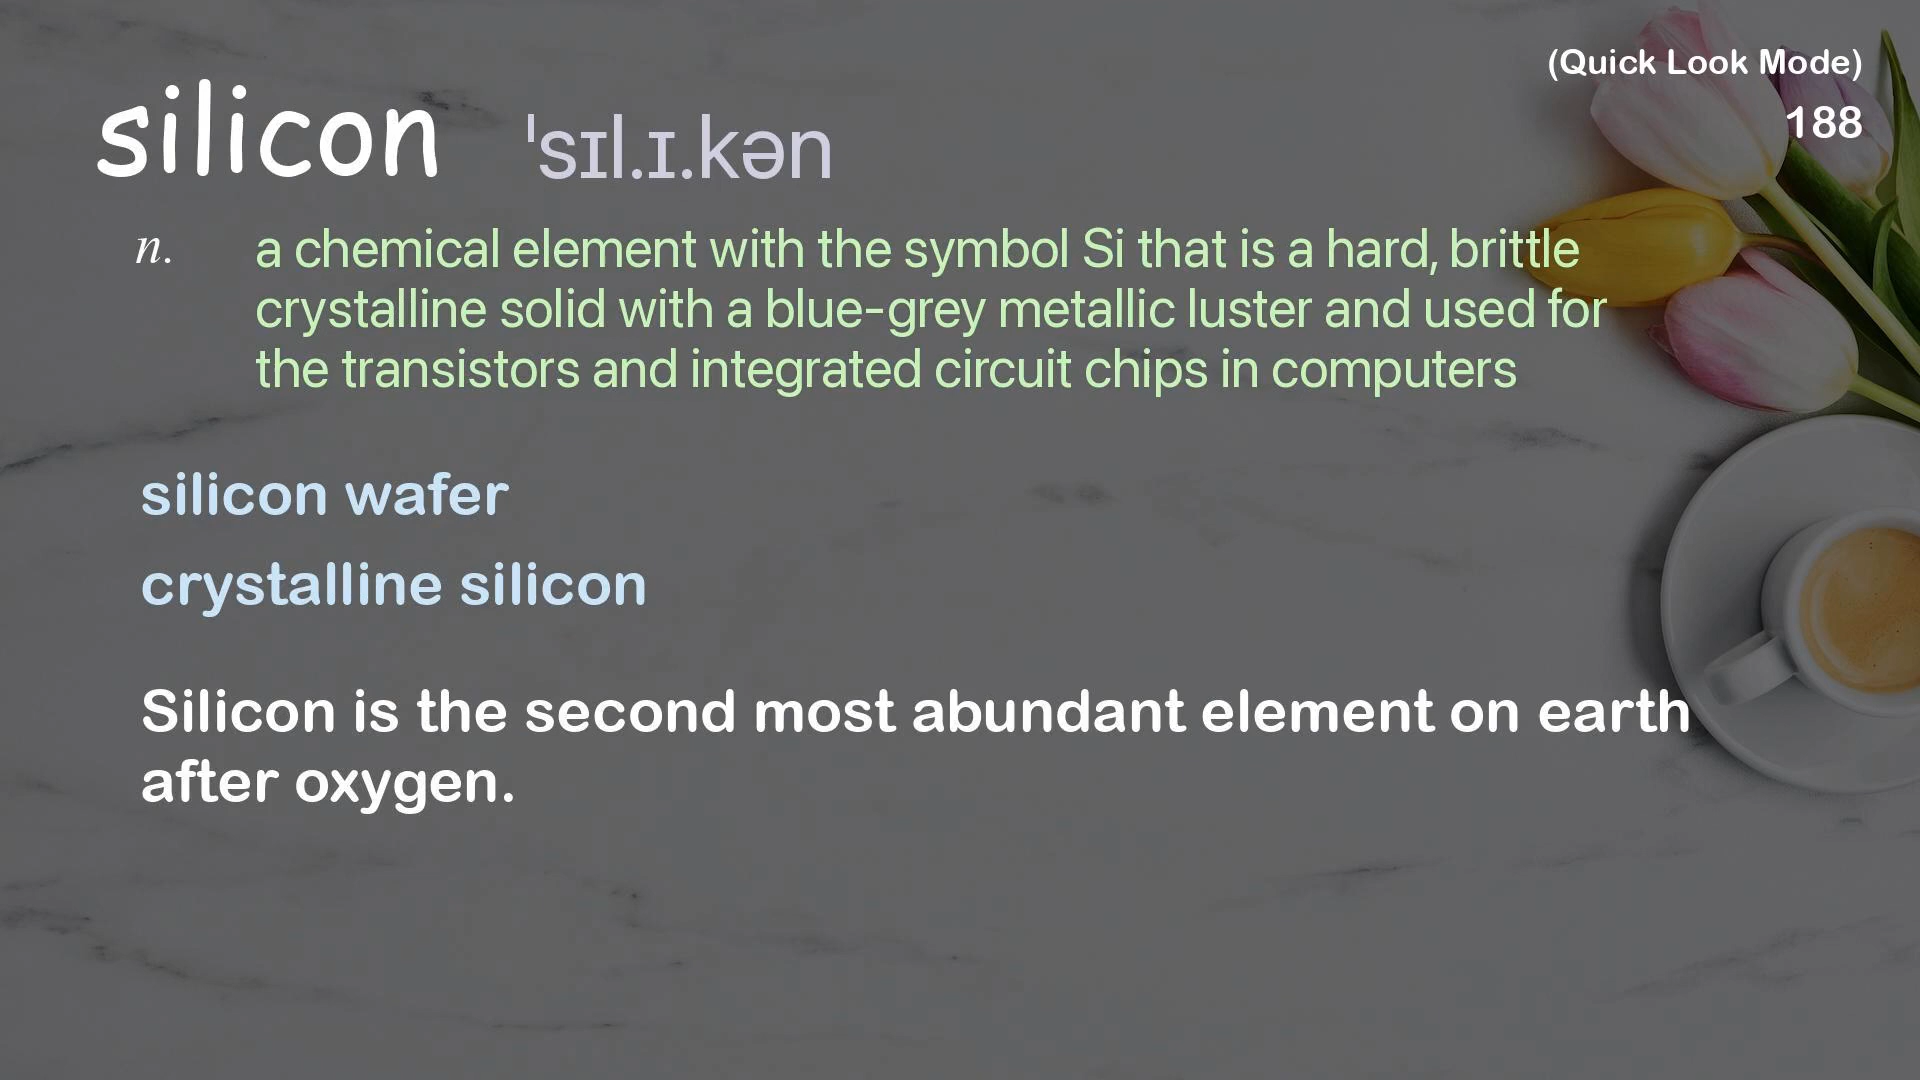 (Quick Look Mode)
188
silicon ˈsɪl.ɪ.kən
n. a chemical element with the symbol Si that is a hard, brittle
crystalline solid with a blue-grey metallic luster and used for
the transistors and integrated circuit chips in computers
silicon wafer
crystalline silicon
Silicon is the second most abundant element on earth
after oxygen.